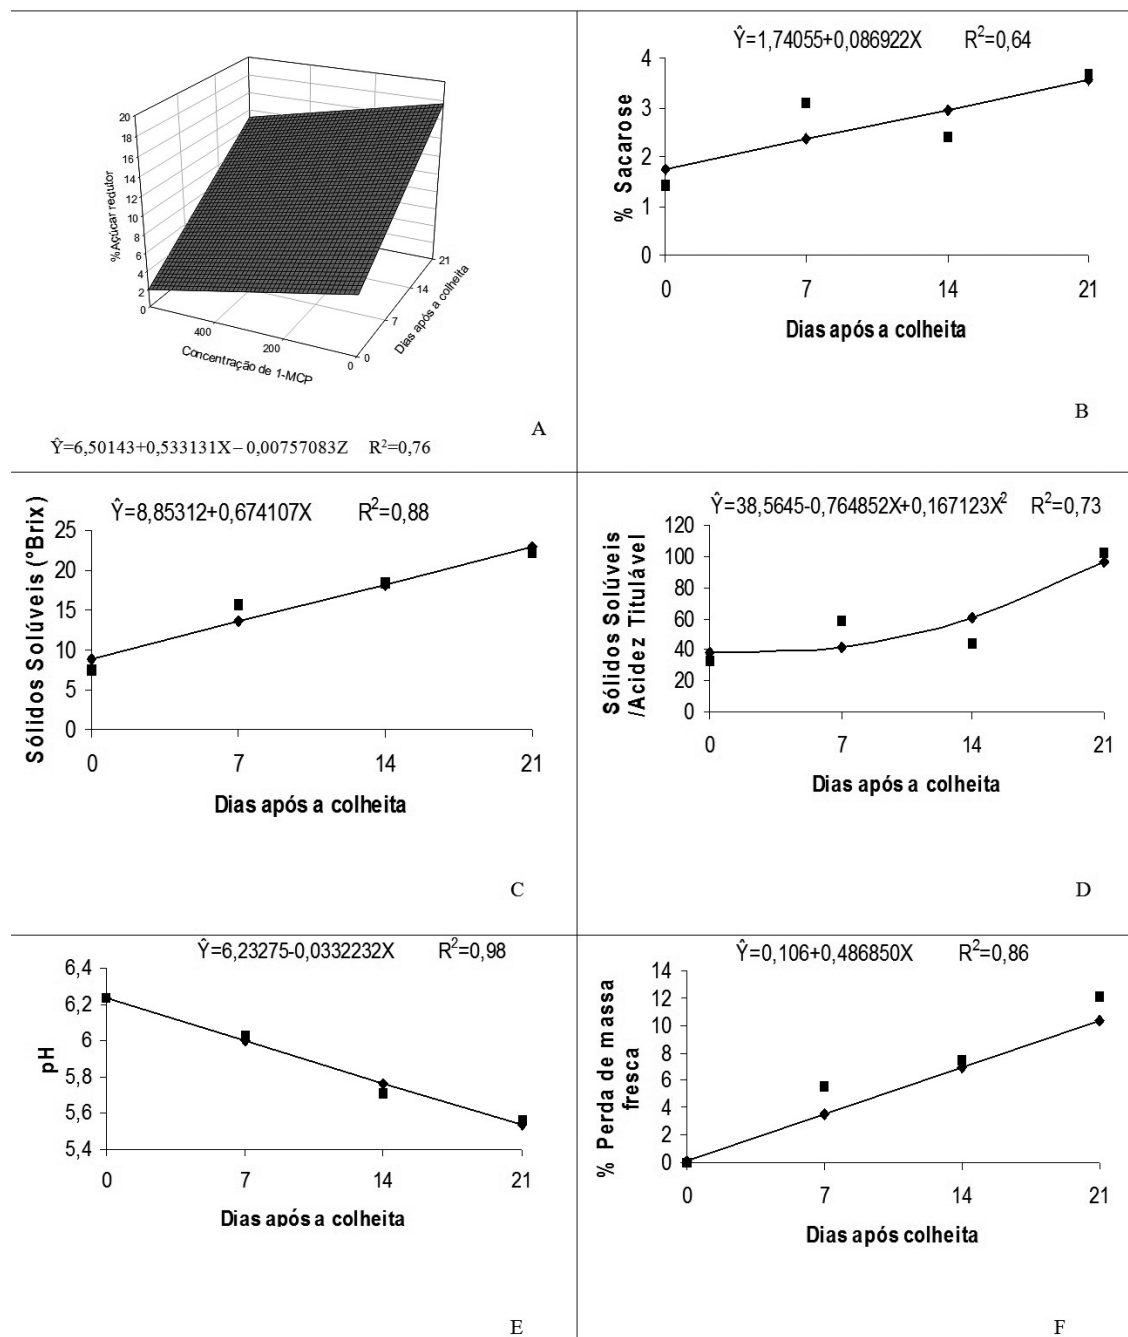 20
18
16
14
12
10
8
6
4
2
0
%Açúcar redutor
400
200
0
Concentração de 1-MCP
0
7
14
21
Dias após a colheita
Ŷ=6,50143+0,533131X–0,00757083Z R²=0,76
A
Ŷ=1,74055+0,086922X R²=0,64
% Sacarose
4
3
2
1
0
0 7 14 21
Dias após a colheita
B
Ŷ=8,85312+0,674107X R²=0,88
Sólidos Solúveis (°Brix)
25
20
15
10
5
0
0 7 14 21
Dias após a colheita
C
Ŷ=38,5645-0,764852X+0,167123X² R²=0,73
Sólidos Solúveis
/Acidez Titulável
120
100
80
60
40
20
0
0 7 14 21
Dias após a colheita
D
Ŷ=6,23275-0,0332232X R²=0,98
pH
6,4
6,2
6
5,8
5,6
5,4
0 7 14 21
Dias após a colheita
E
Ŷ=0,106+0,486850X R²=0,86
% Perda de massa
fresca
14
12
10
8
6
4
2
0
0 7 14 21
Dias após colheita
F